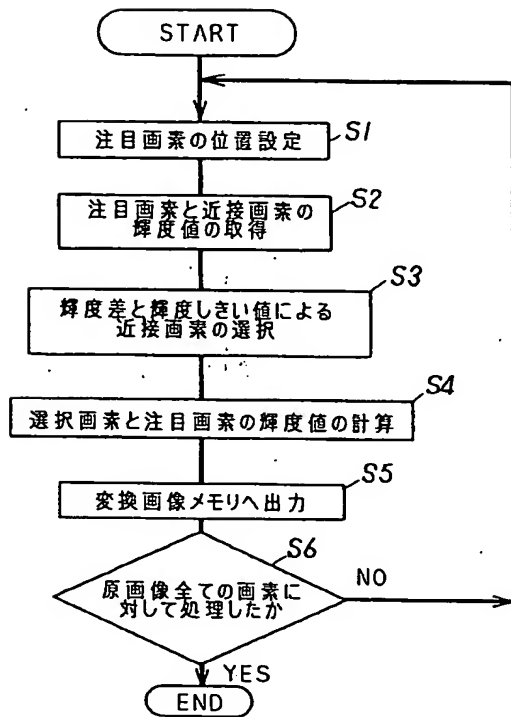 START
注目画素の位置設定
S1
注目画素と近接画素の
輝度値の取得
S2
輝度差と輝度しきい値による
近接画素の選択
S3
選択画素と注目画素の輝度値の計算
S4
変換画像メモリへ出力
S5
原画像全ての画素に
対して処理したか
S6
NO
YES
END